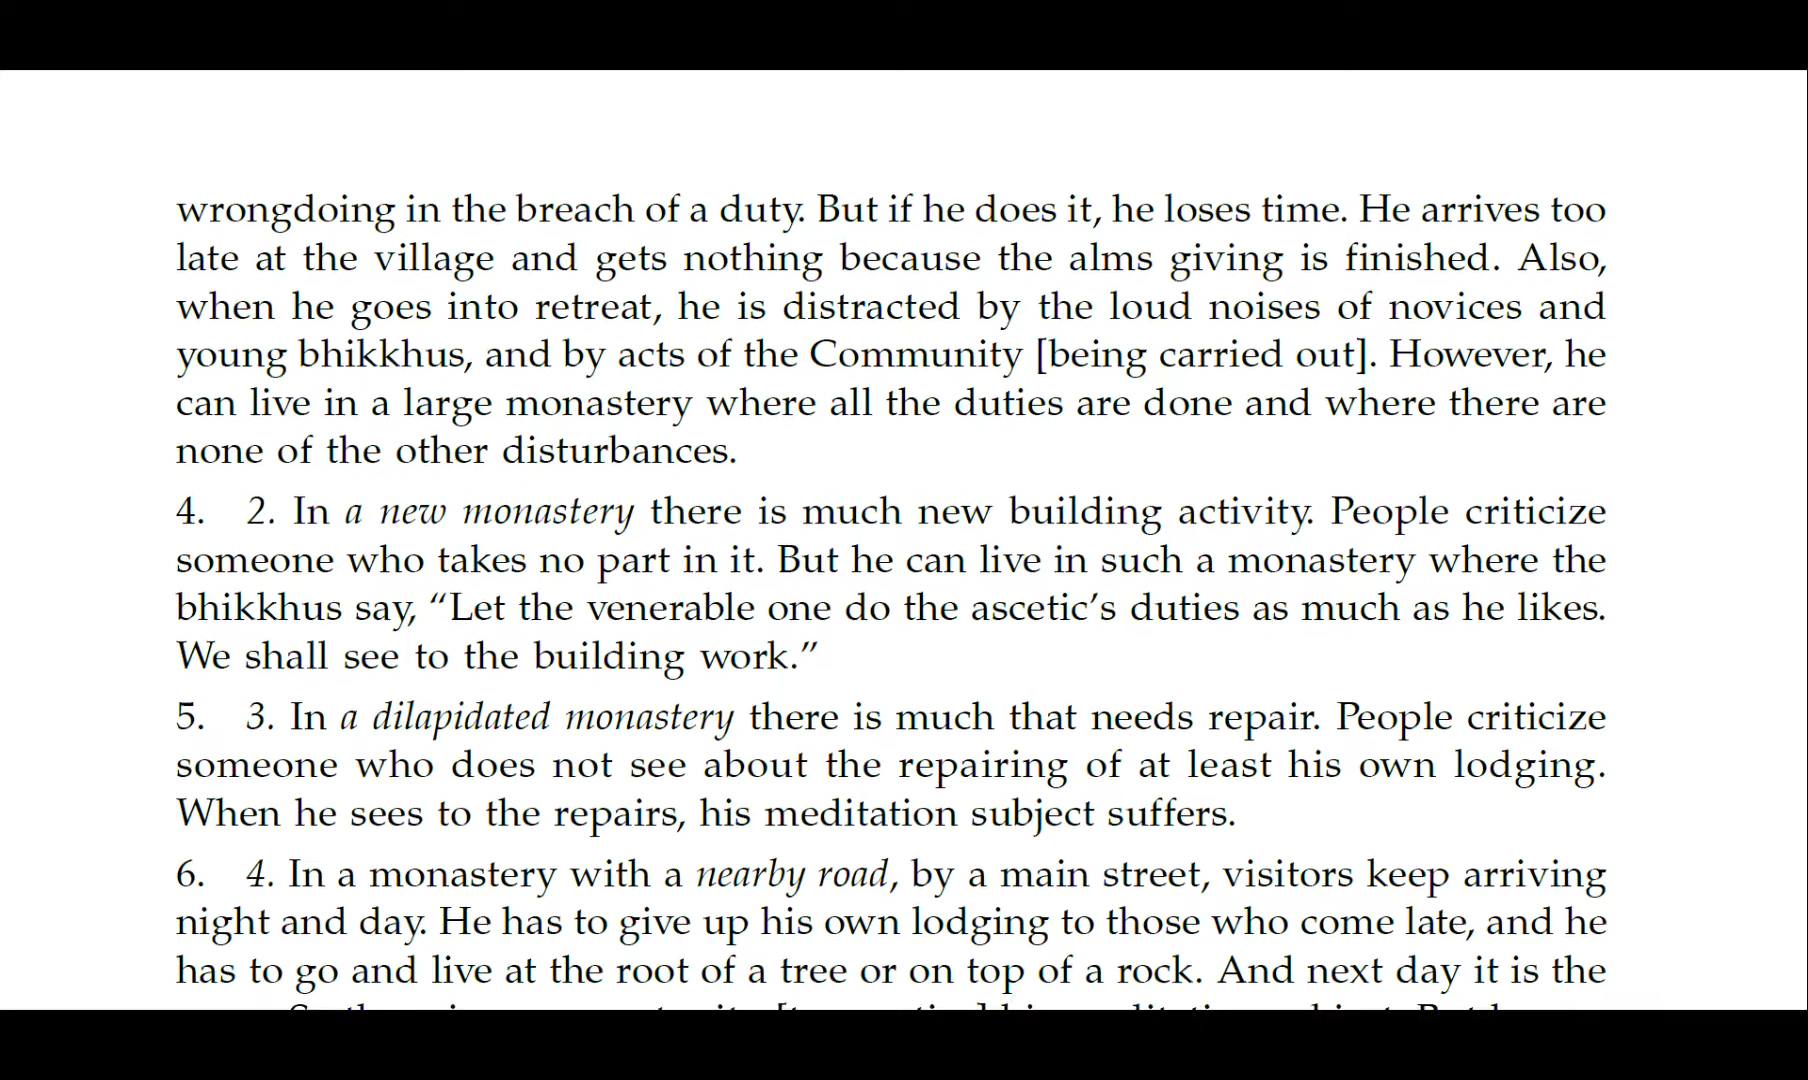 wrongdoing in the breach of a duty. But if he does it, he loses time. He arrives too
late at the village and gets nothing because the alms giving is finished. Also,
when he goes into retreat, he is distracted by the loud noises of novices and
young bhikkhus, and by acts of the Community [being carried out]. However, he
can live in a large monastery where all the duties are done and where there are
none of the other disturbances.
4. 2. In a new monastery there is much new building activity. People criticize
someone who takes no part in it. But he can live in such a monastery where the
bhikkhus say, “Let the venerable one do the ascetic’s duties as much as he likes.
We shall see to the building work.”
5. 3. In a dilapidated monastery there is much that needs repair. People criticize
someone who does not see about the repairing of at least his own lodging.
When he sees to the repairs, his meditation subject suffers.
6. 4. In a monastery with a nearby road, by a main street, visitors keep arriving
night and day. He has to give up his own lodging to those who come late, and he
has to go and live at the root of a tree or on top of a rock. And next day it is the